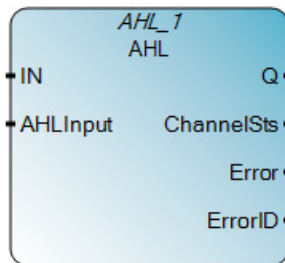 AHL_1
AHL
IN
Q
AHLInput
ChannelSts
Error
ErrorID